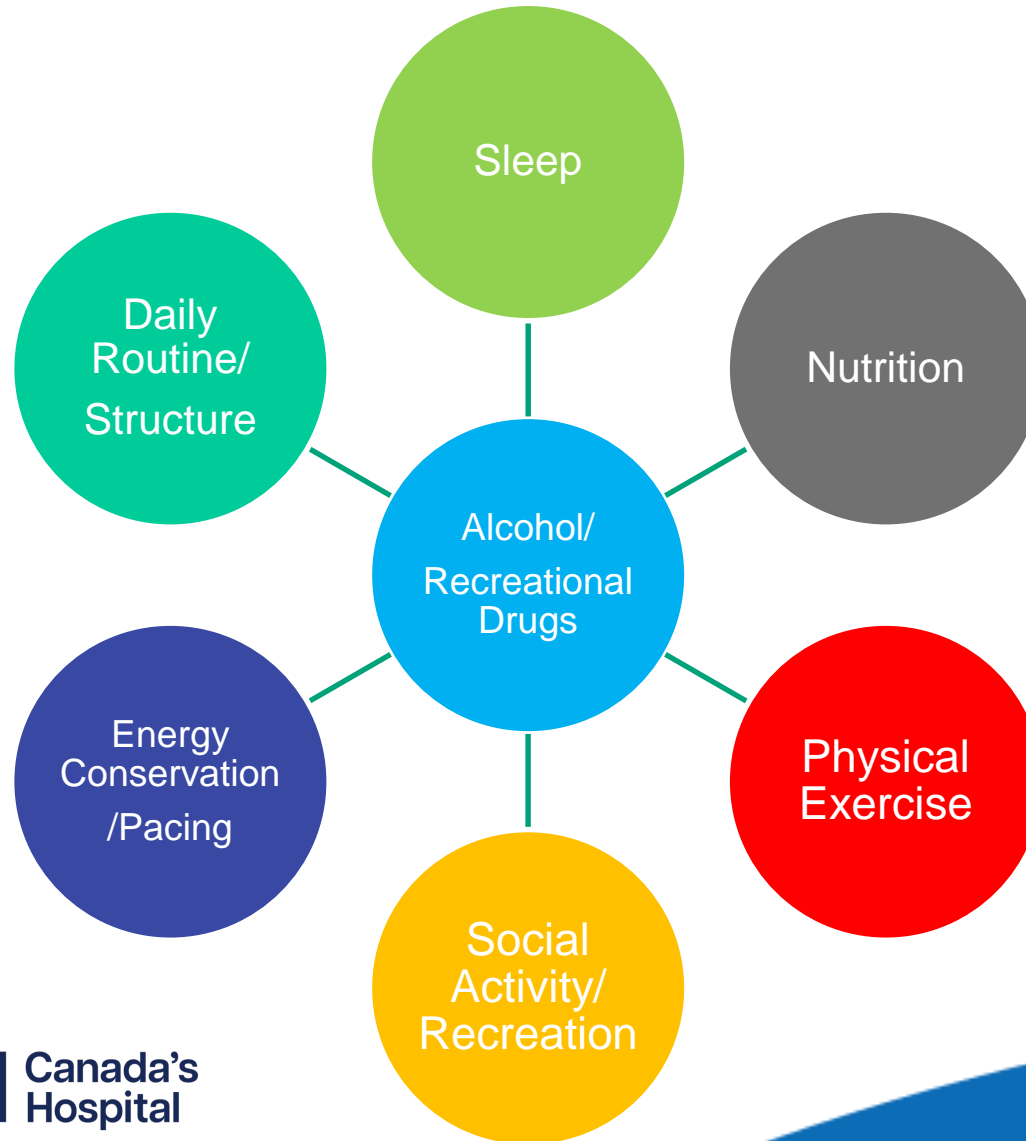 Sleep
Daily
Routine/
Structure
Nutrition
Alcohol/
Recreational
Drugs
Energy
Conservation
/Pacing
Physical
Exercise
Social
Activity/
Recreation
Canada's
Hospital